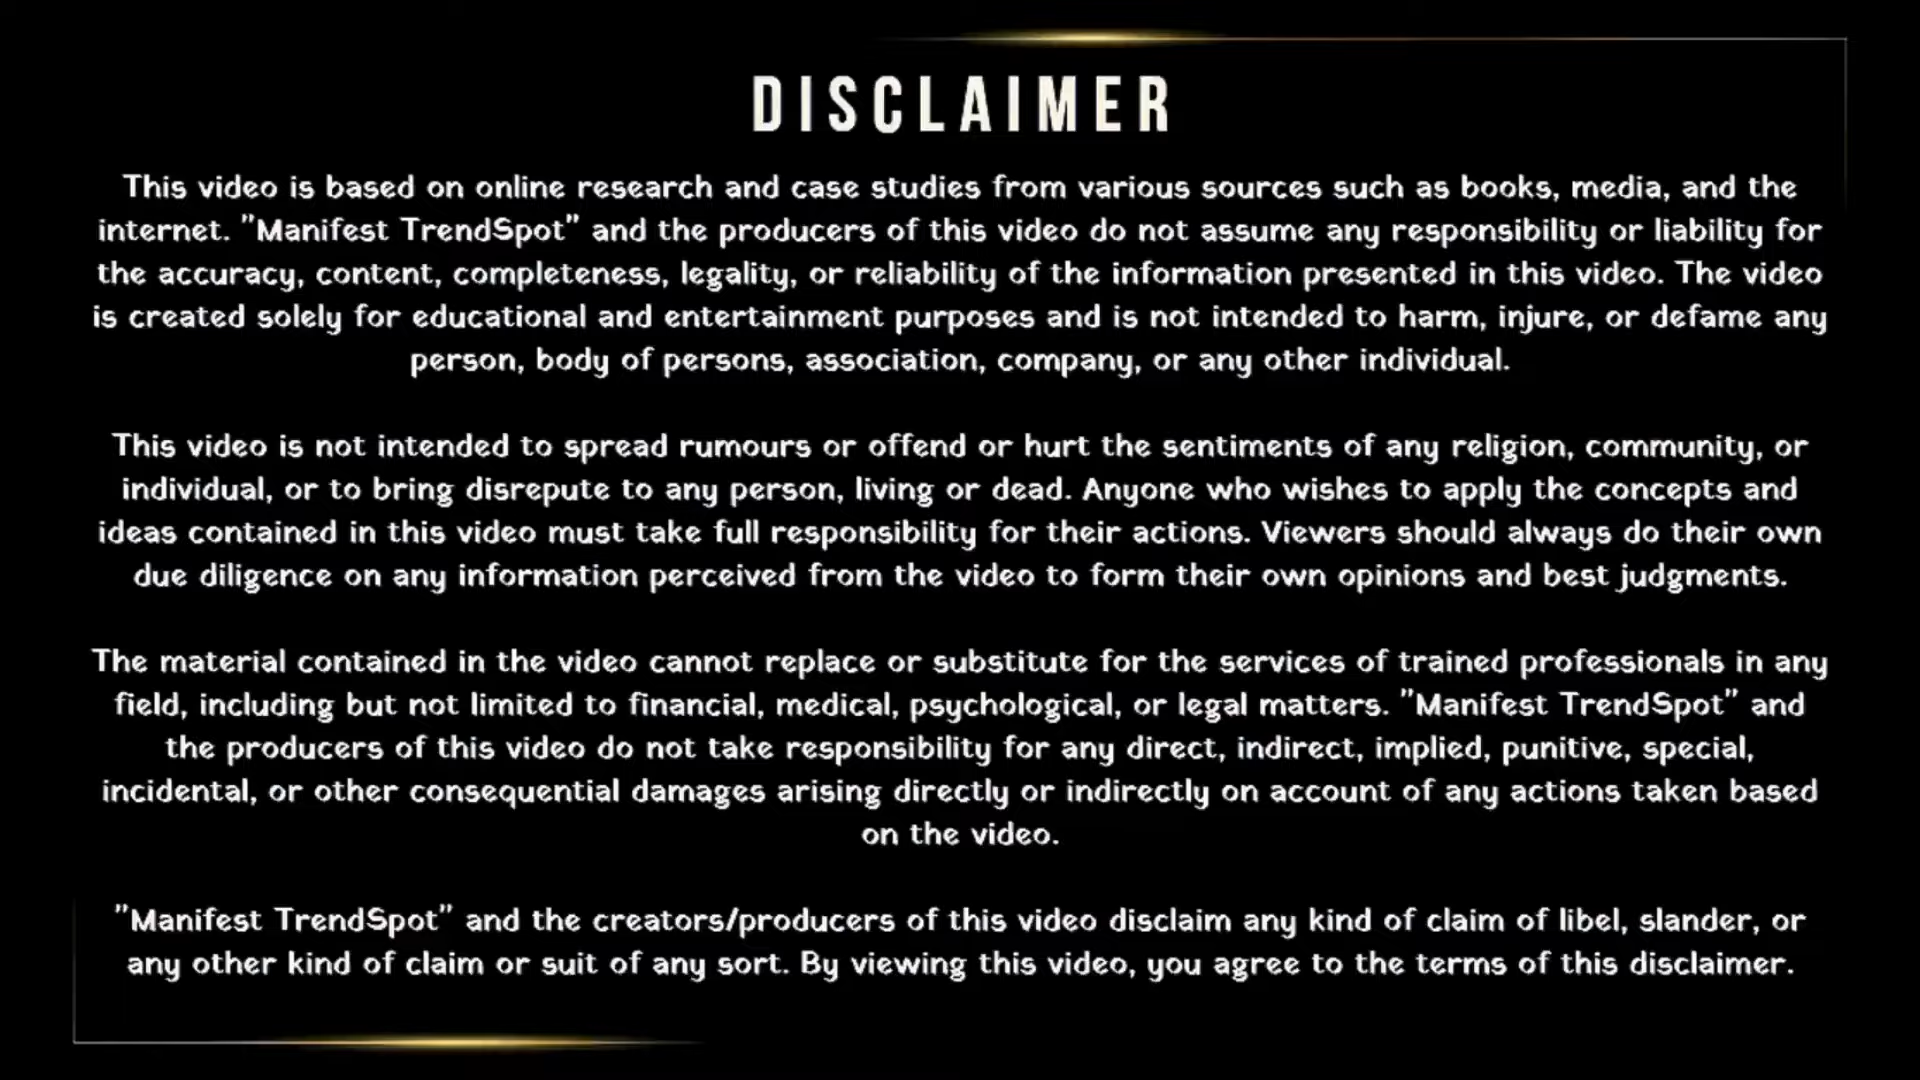 DISCLAIMER
This video is based on online research and case studies from various sources such as books, media, and the
internet. "Manifest TrendSpot" and the producers of this video do not assume any responsibility or liability for
the accuracy, content, completeness, legality, or reliability of the information presented in this video. The video
is created solely for educational and entertainment purposes and is not intended to harm, injure, or defame any
person, body of persons, association, company, or any other individual.
This video is not intended to spread rumours or offend or hurt the sentiments of any religion, community, or
individual, or to bring disrepute to any person, living or dead. Anyone who wishes to apply the concepts and
ideas contained in this video must take full responsibility for their actions. Viewers should always do their own
due diligence on any information perceived from the video to form their own opinions and best judgments.
The material contained in the video cannot replace or substitute for the services of trained professionals in any
field, including but not limited to financial, medical, psychological, or legal matters. "Manifest TrendSpot" and
the producers of this video do not take responsibility for any direct, indirect, implied, punitive, special,
incidental, or other consequential damages arising directly or indirectly on account of any actions taken based
on the video.
"Manifest TrendSpot" and the creators/producers of this video disclaim any kind of claim of libel, slander, or
any other kind of claim or suit of any sort. By viewing this video, you agree to the terms of this disclaimer.